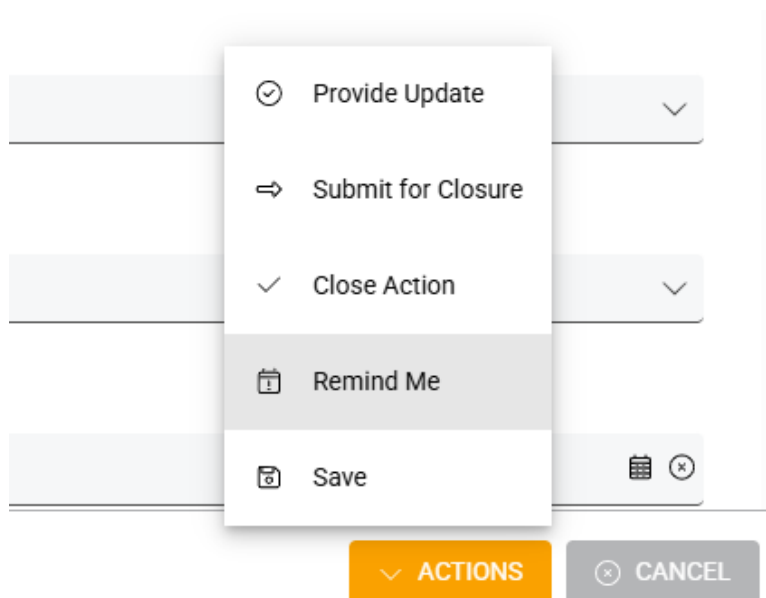 Provide Update
Submit for Closure
Close Action
Remind Me
Save
ACTIONS
CANCEL